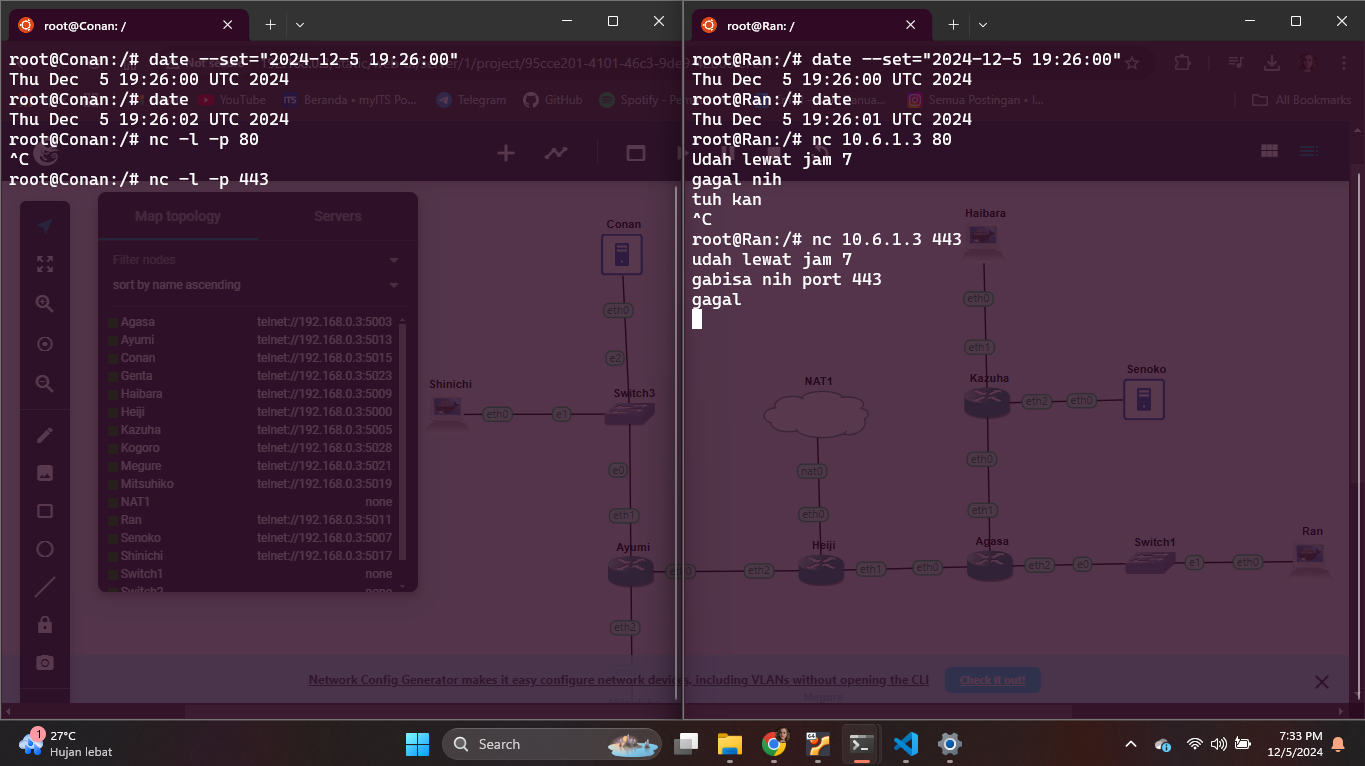 root@Conan: /
root@Conan:/# date --set="2024-12-5 19:26:00"
Thu Dec  5 19:26:00 UTC 2024
root@Conan:/# date
Thu Dec  5 19:26:02 UTC 2024
root@Conan:/# nc -l -p 80
^C
root@Conan:/# nc -l -p 443
root@Ran: /
root@Ran:/# date --set="2024-12-5 19:26:00"
Thu Dec  5 19:26:00 UTC 2024
root@Ran:/# date
Thu Dec  5 19:26:01 UTC 2024
root@Ran:/# nc 10.6.1.3 80
Udah lewat jam 7
gagal nih
tuh kan
^C
root@Ran:/# nc 10.6.1.3 443
udah lewat jam 7
gabisa nih port 443
gagal
/1/project/95cce201-4101-46c3-9de
YouTube
Beranda / myITS Po...
Telegram
GitHub
Spotify - Pe
Semua Postingan • I...
All Bookmarks
Map topology
Servers
Filter nodes
sort by name ascending
Agasa telnet://192.168.0.3:5003
Ayumi telnet://192.168.0.3:5013
Conan telnet://192.168.0.3:5015
Genta telnet://192.168.0.3:5023
Haibara telnet://192.168.0.3:5009
Heiji telnet://192.168.0.3:5000
Kazuha telnet://192.168.0.3:5005
Kogoro telnet://192.168.0.3:5028
Megure telnet://192.168.0.3:5021
Mitsuhiko telnet://192.168.0.3:5019
NAT1 none
Ran telnet://192.168.0.3:5011
Senoko telnet://192.168.0.3:5007
Shinichi telnet://192.168.0.3:5017
Switch1 none
Switch2 none
Conan
eth0
e2
Shinichi
eth0
e1
Switch3
e0
eth1
Ayumi
eth2
Haibara
eth0
eth1
Kazuha
eth2
eth0
Senoko
eth0
eth1
NAT1
nat0
eth0
Heiji
eth2
eth1
eth0
Agasa
eth2
e0
Switch1
e1
eth0
Ran
Megure
Network Config Generator makes it easy configure network devices, including VLANs without opening the CLI
Check it out!
1
27°C
Hujan lebat
Search
7:33 PM
12/5/2024